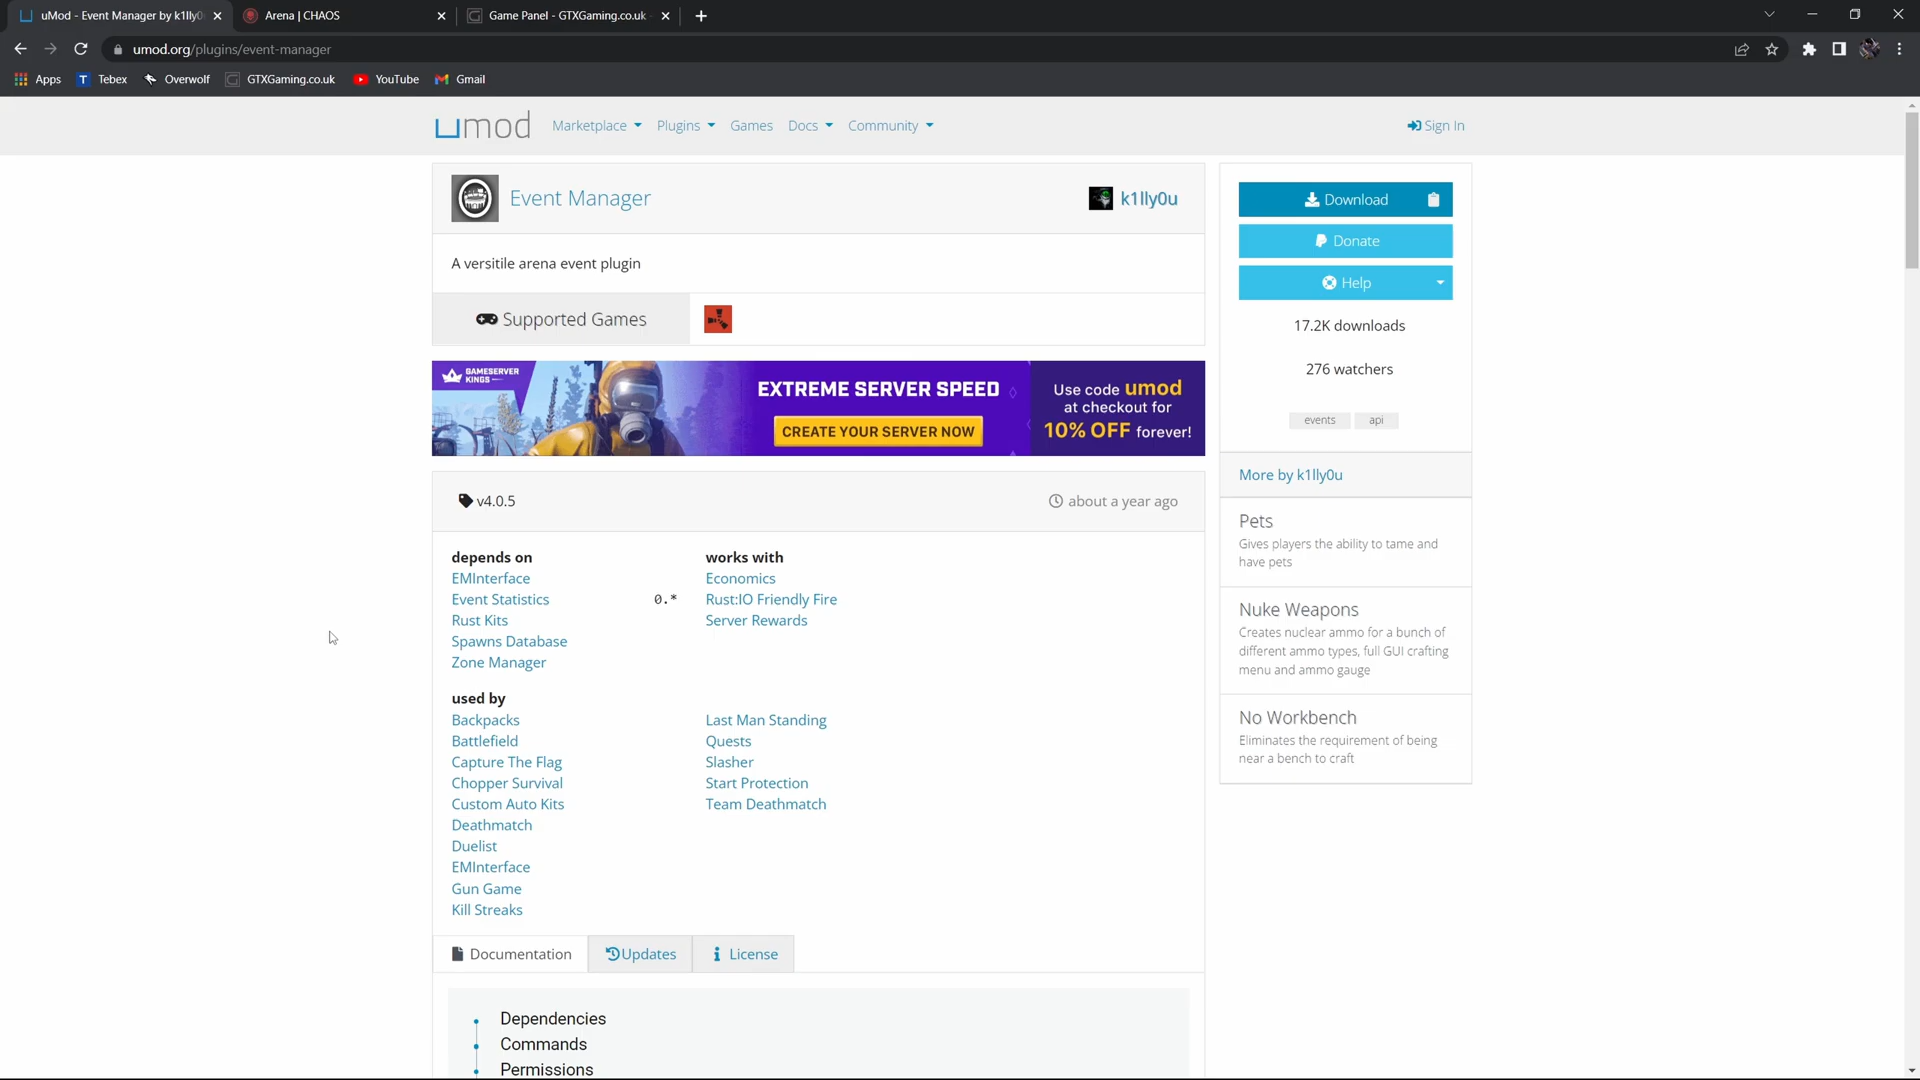 uMod - Event Manager by k1lly0u
Arena | CHAOS
Game Panel - GTXGaming.co.uk
umod.org/plugins/event-manager
Apps
Tebex
Overwolf
GTXGaming.co.uk
YouTube
Gmail
umod
Marketplace
Plugins
Games
Docs
Community
Sign In
Event Manager
k1lly0u
A versitile arena event plugin
Supported Games
GAMESERVER
KINGS
EXTREME SERVER SPEED
CREATE YOUR SERVER NOW
Use code umod
at checkout for
10% OFF forever!
v4.0.5
about a year ago
depends on
EMInterface
Event Statistics 0.*
Rust Kits
Spawns Database
Zone Manager
works with
Economics
Rust:IO Friendly Fire
Server Rewards
used by
Backpacks
Battlefield
Capture The Flag
Chopper Survival
Custom Auto Kits
Deathmatch
Duelist
EMInterface
Gun Game
Kill Streaks
Last Man Standing
Quests
Slasher
Start Protection
Team Deathmatch
Documentation
Updates
License
Dependencies
Commands
Permissions
Download
Donate
Help
17.2K downloads
276 watchers
events
api
More by k1lly0u
Pets
Gives players the ability to tame and
have pets
Nuke Weapons
Creates nuclear ammo for a bunch of
different ammo types, full GUI crafting
menu and ammo gauge
No Workbench
Eliminates the requirement of being
near a bench to craft